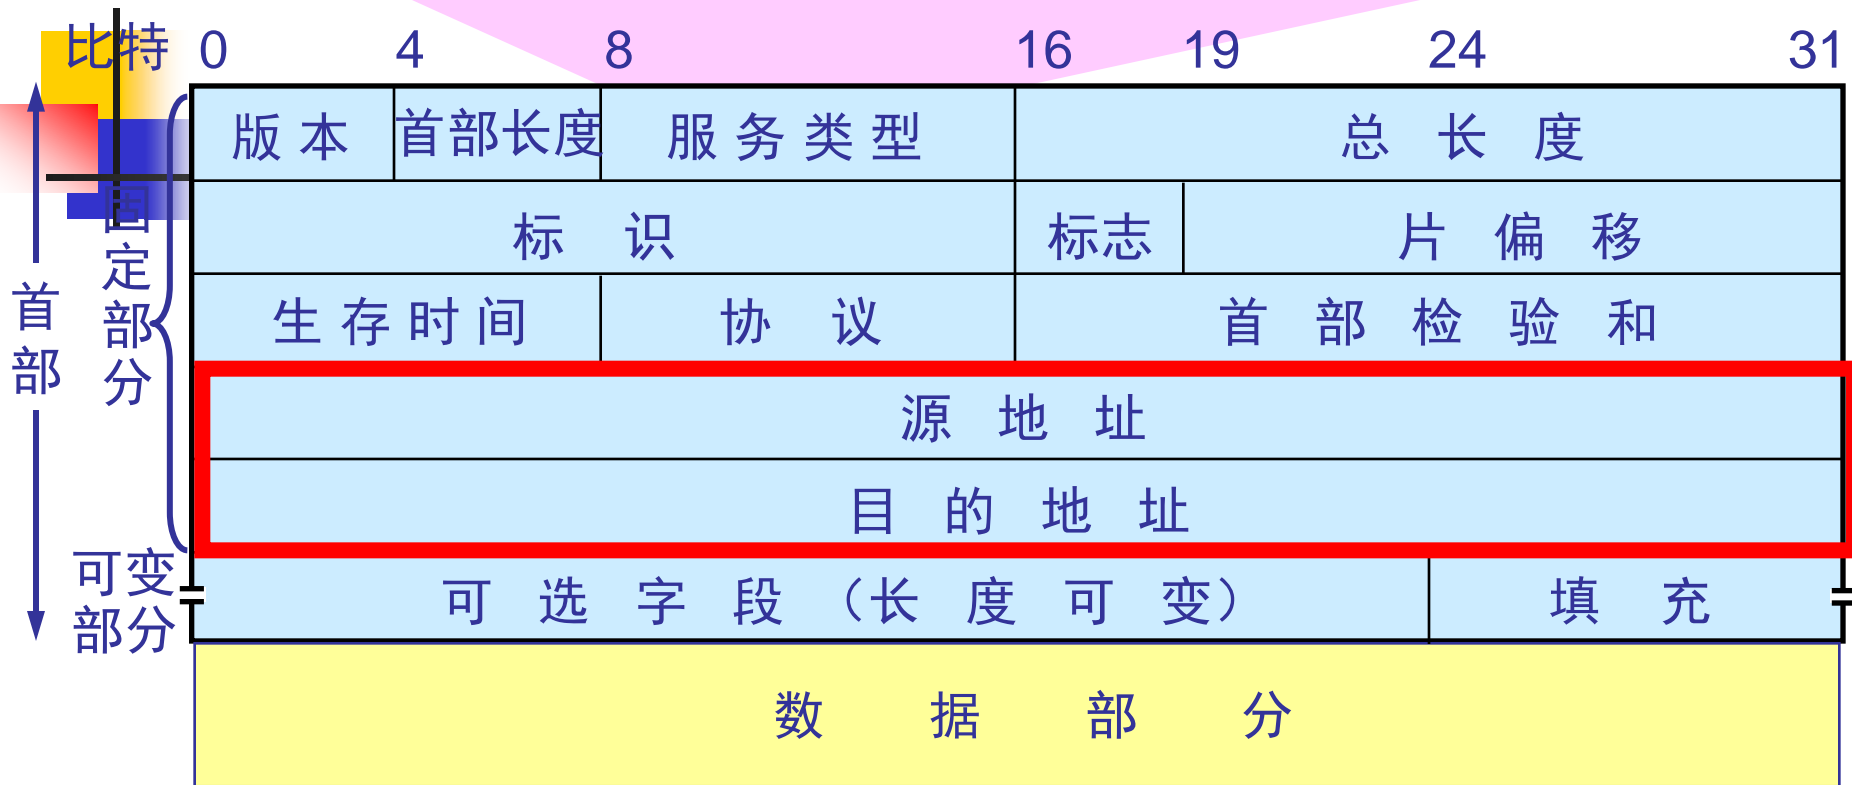 比特 0 4 8 16 19 24 31
版本 首部长度 服务类型 总长度
标识 标志 片偏移
生存时间 协议 首部检验和
源地址
目的地址
可选字段（长度可变） 填充
数据部分
首部
固定部分
可变
部分